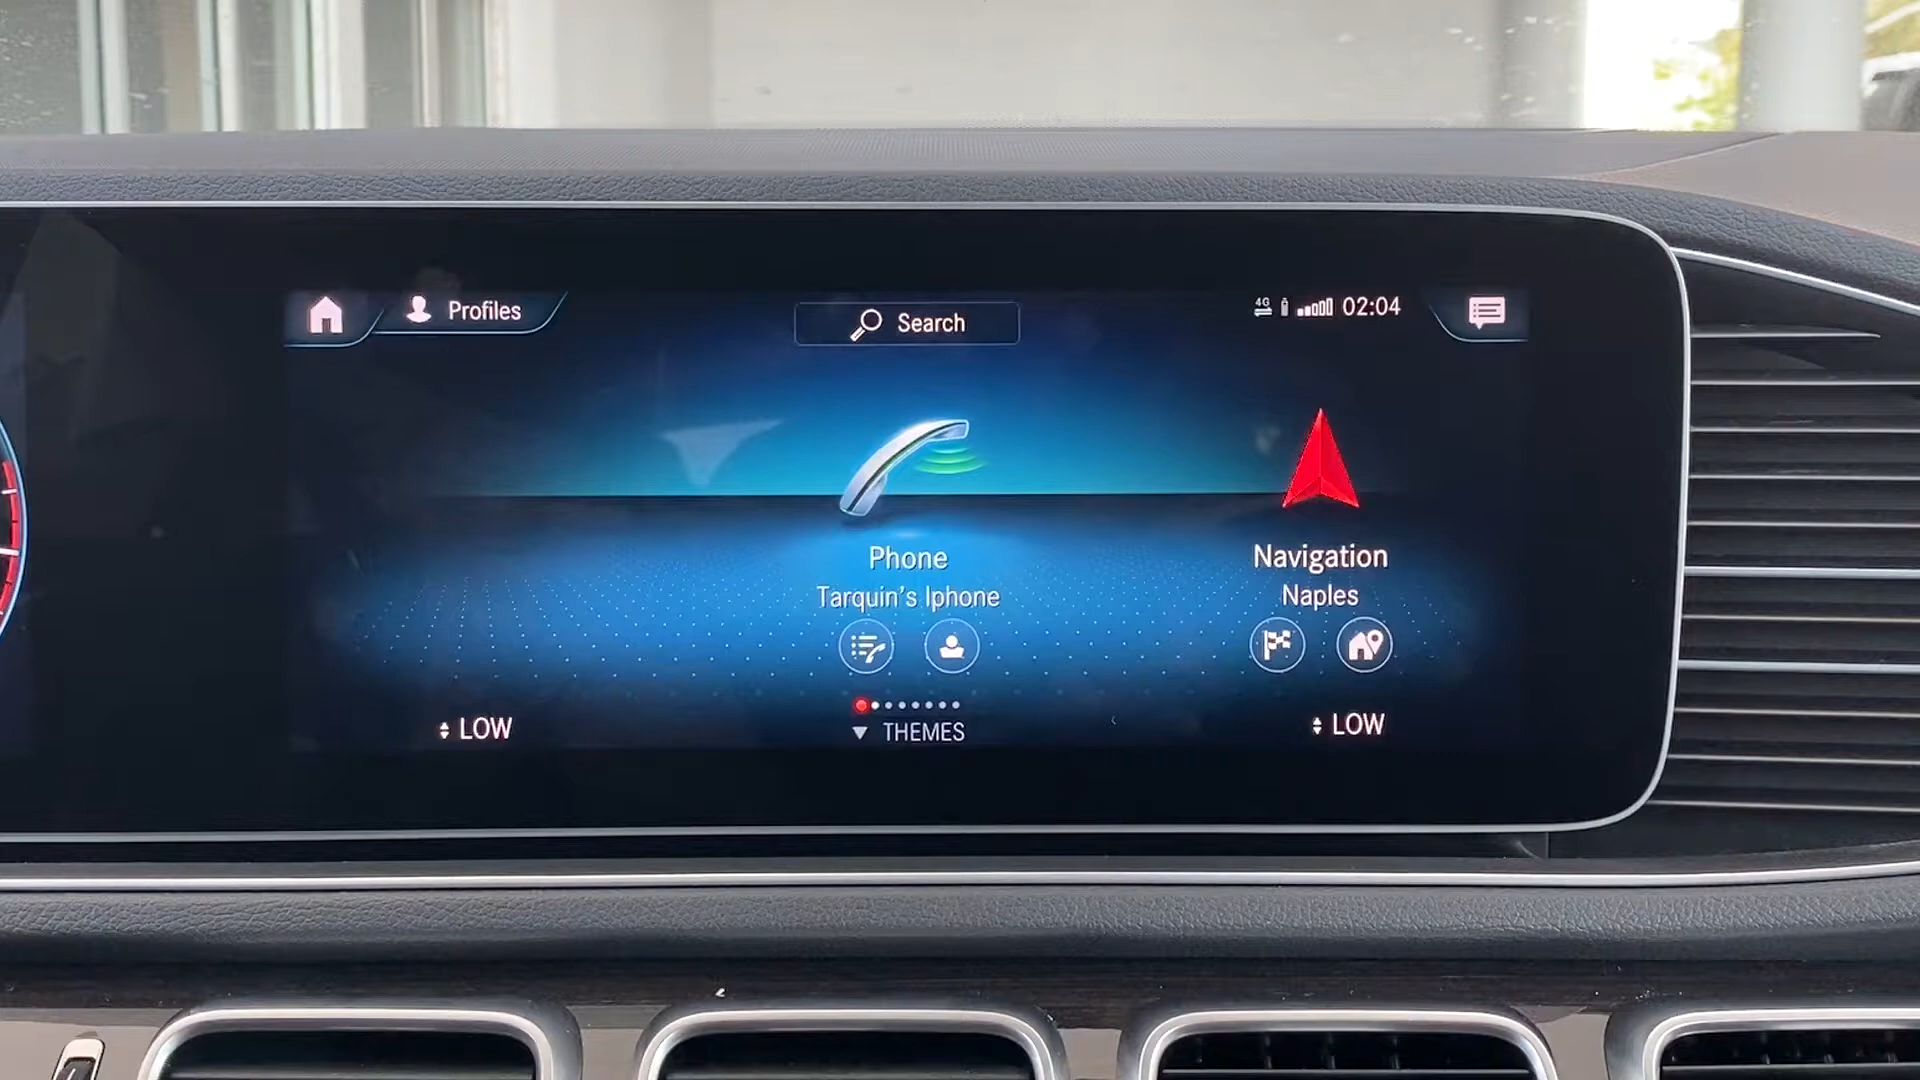 Profiles
Search
4G 02:04
Phone
Tarquin's Iphone
Navigation
Naples
LOW
THEMES
LOW